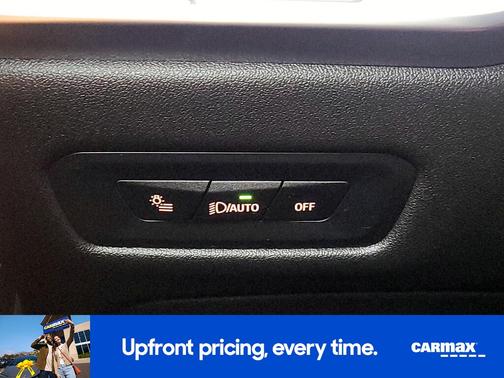 /AUTO
OFF
Upfront pricing, every time.
CARMAX